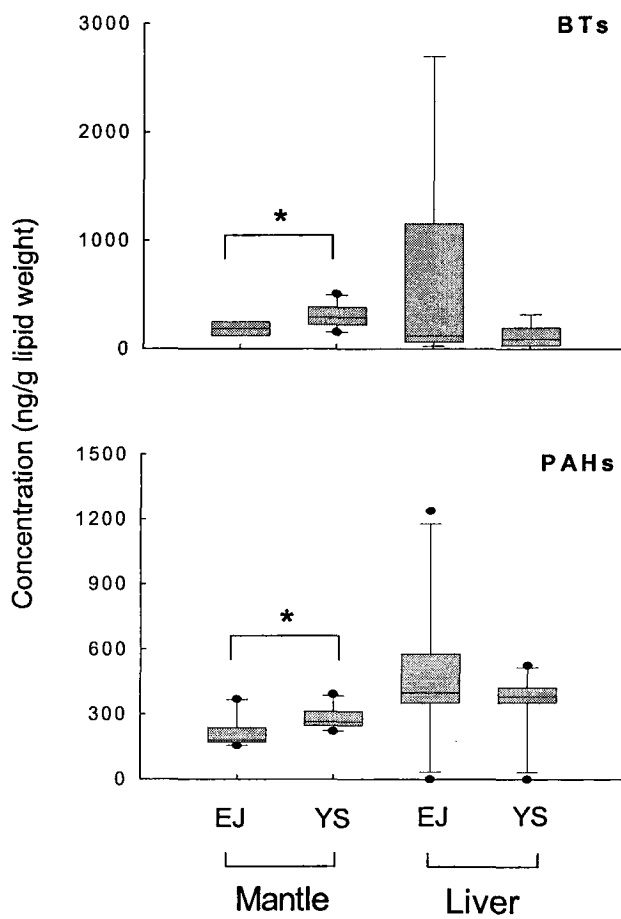 BTs
3000
2000
1000
0
*
Concentration (ng/g lipid weight)
PAHs
1500
1200
900
600
300
0
*
EJ YS EJ YS
Mantle Liver